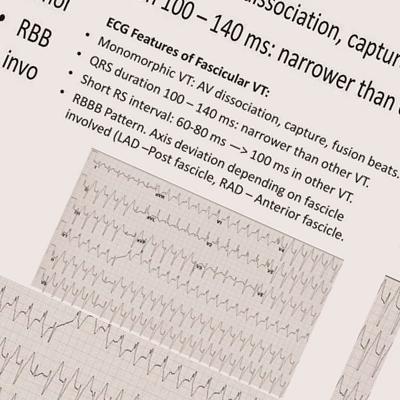 dissociation, captur
n 100 – 140 ms: narrower than
RBB
invo
ECG Features of Fascicular VT:
• Monomorphic VT: AV dissociation, capture, fusion beats.
• QRS duration 100 – 140 ms: narrower than other VT.
• Short RS interval: 60-80 ms —> 100 ms in other VT.
• RBBB Pattern. Axis deviation depending on fascicle
involved (LAD –Post fascicle, RAD – Anterior fascicle.